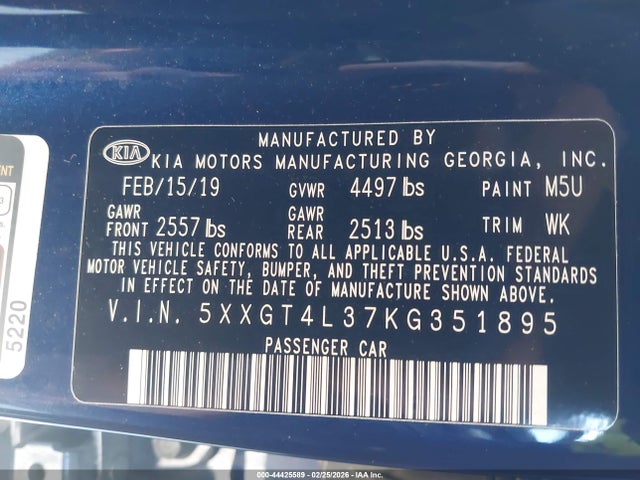 MANUFACTURED BY
KIA KIA MOTORS MANUFACTURING GEORGIA, INC.
FEB/15/19 GVWR 4497 lbs PAINT M5U
GAWR FRONT 2557 lbs GAWR REAR 2513 lbs TRIM WK
THIS VEHICLE CONFORMS TO ALL APPLICABLE U.S.A. FEDERAL
MOTOR VEHICLE SAFETY, BUMPER, AND THEFT PREVENTION STANDARDS
IN EFFECT ON THE DATE OF MANUFACTURE SHOWN ABOVE.
V.I.N. 5XXGT4L37KG351895
PASSENGER CAR
5220
© - IAA Inc. 44425589 | 02/25/2026 - © IAA Inc.